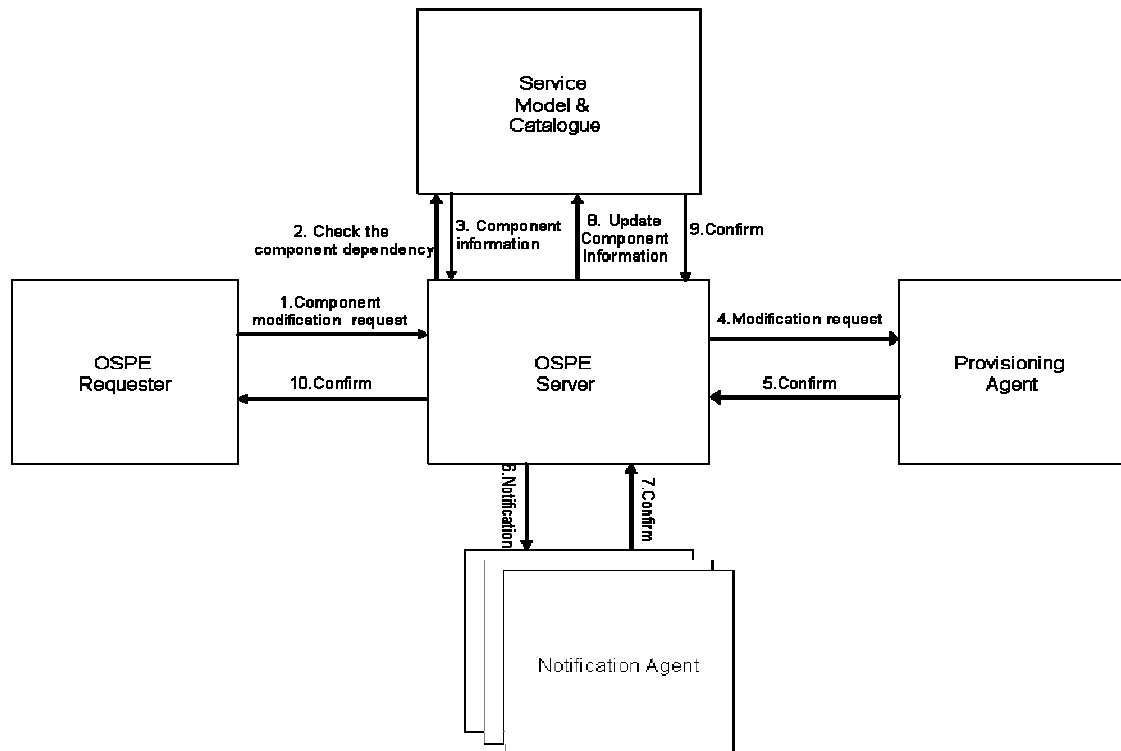 Service
Model &
Catalogue
2. Check the
component dependency
3. Component
information
8. Update
Component
Information
9.Confirm
1.Component
modification request
4.Modification request
OSPE
Requester
OSPE
Server
Provisioning
Agent
10.Confirm
5.Confirm
6.Notification
7.Confirm
Notification Agent